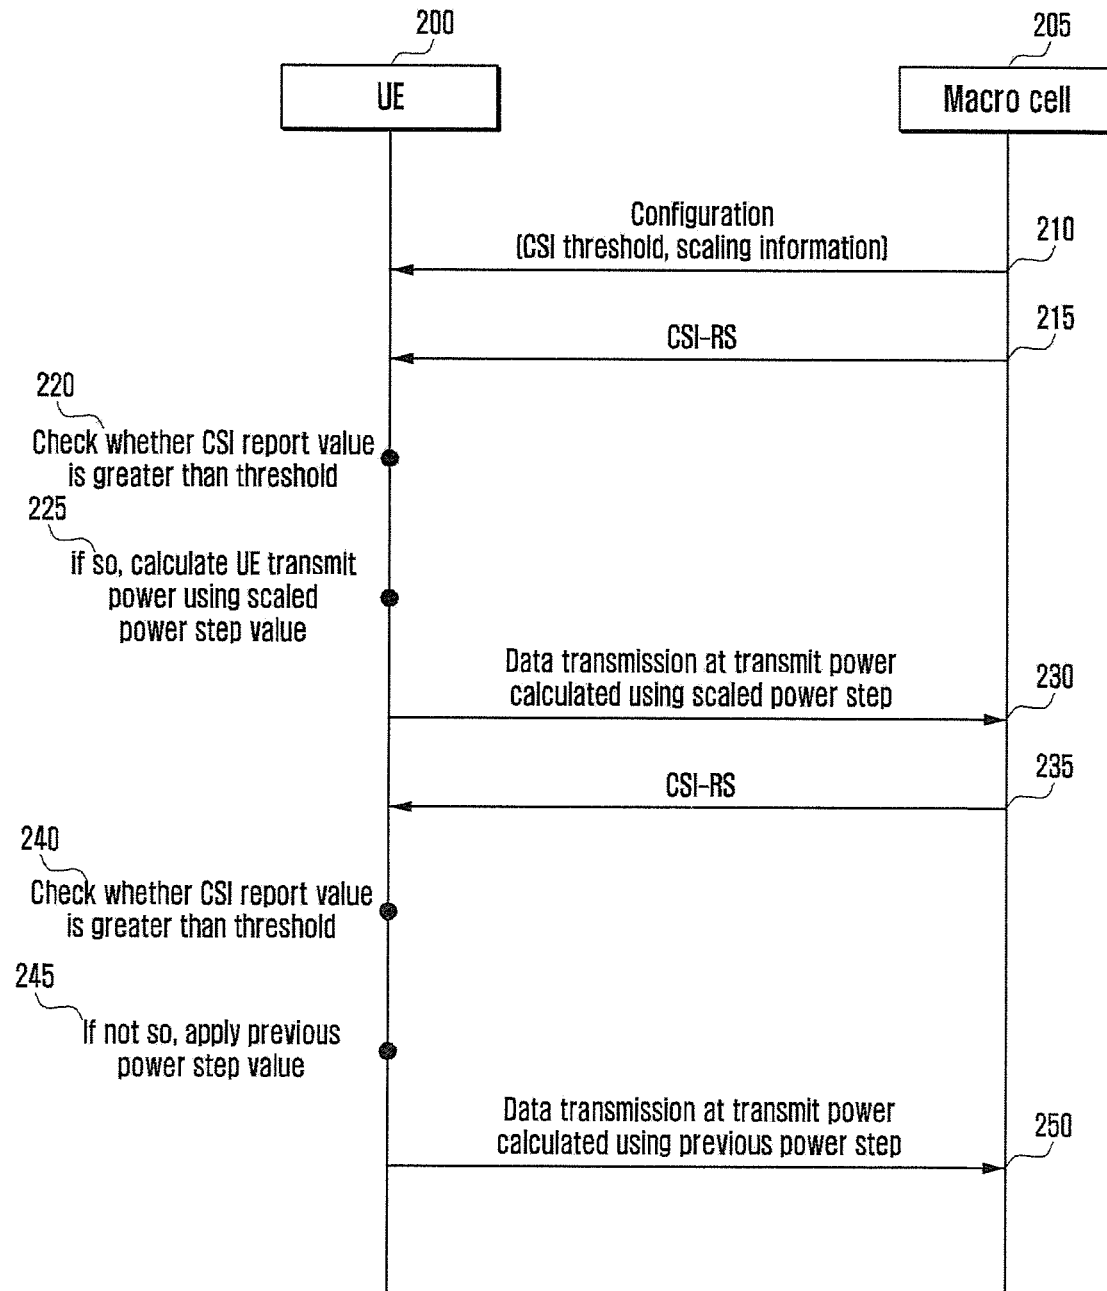 200
205
UE
Macro cell
Configuration
(CSI threshold, scaling information)
210
CSI-RS
215
220
Check whether CSI report value
is greater than threshold
225
if so, calculate UE transmit
power using scaled
power step value
Data transmission at transmit power
calculated using scaled power step
230
CSI-RS
235
240
Check whether CSI report value
is greater than threshold
245
If not so, apply previous
power step value
Data transmission at transmit power
calculated using previous power step
250